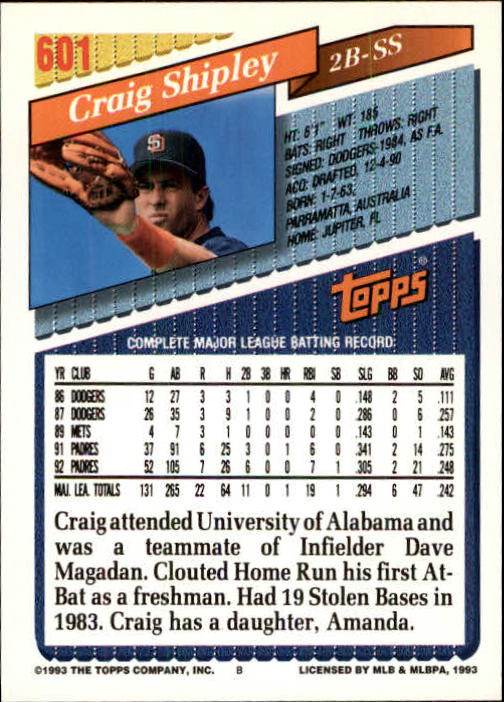 601
Craig Shipley
2B-SS
HT: 6'1" WT: 185
BATS: RIGHT THROWS: RIGHT
SIGNED: DODGERS-1984, AS F.A.
ACQ: DRAFTED, 12-4-90
BORN: 1-7-63,
PARRAMATTA, AUSTRALIA
HOME: JUPITER, FL
TOPPS®
COMPLETE MAJOR LEAGUE BATTING RECORD
YR CLUB G AB R H 2B 3B HR RBI SB SLG BB SO AVG
86 DODGERS 12 27 3 3 1 0 0 4 0 .148 2 5 .111
87 DODGERS 26 35 3 9 1 0 0 2 0 .286 0 6 .257
89 METS 4 7 3 1 0 0 0 0 0 .143 0 1 .143
91 PADRES 37 91 6 25 3 0 1 6 0 .341 2 14 .275
92 PADRES 52 105 7 26 6 0 0 7 1 .305 2 21 .248
MAJ. LEA. TOTALS 131 265 22 64 11 0 1 19 1 .294 6 47 .242
Craig attended University of Alabama and
was a teammate of Infielder Dave
Magadan. Clouted Home Run his first At-
Bat as a freshman. Had 19 Stolen Bases in
1983. Craig has a daughter, Amanda.
©1993 THE TOPPS COMPANY, INC. B LICENSED BY MLB & MLBPA, 1993